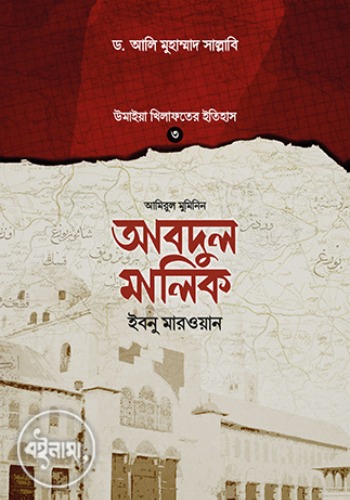 ড. আলি মুহাম্মাদ সাল্লাবি
উমাইয়া খিলাফতের ইতিহাস
৩
আমিরুল মুমিনিন
আবদুল
মালিক
ইবনু মারওয়ান
বইনামা